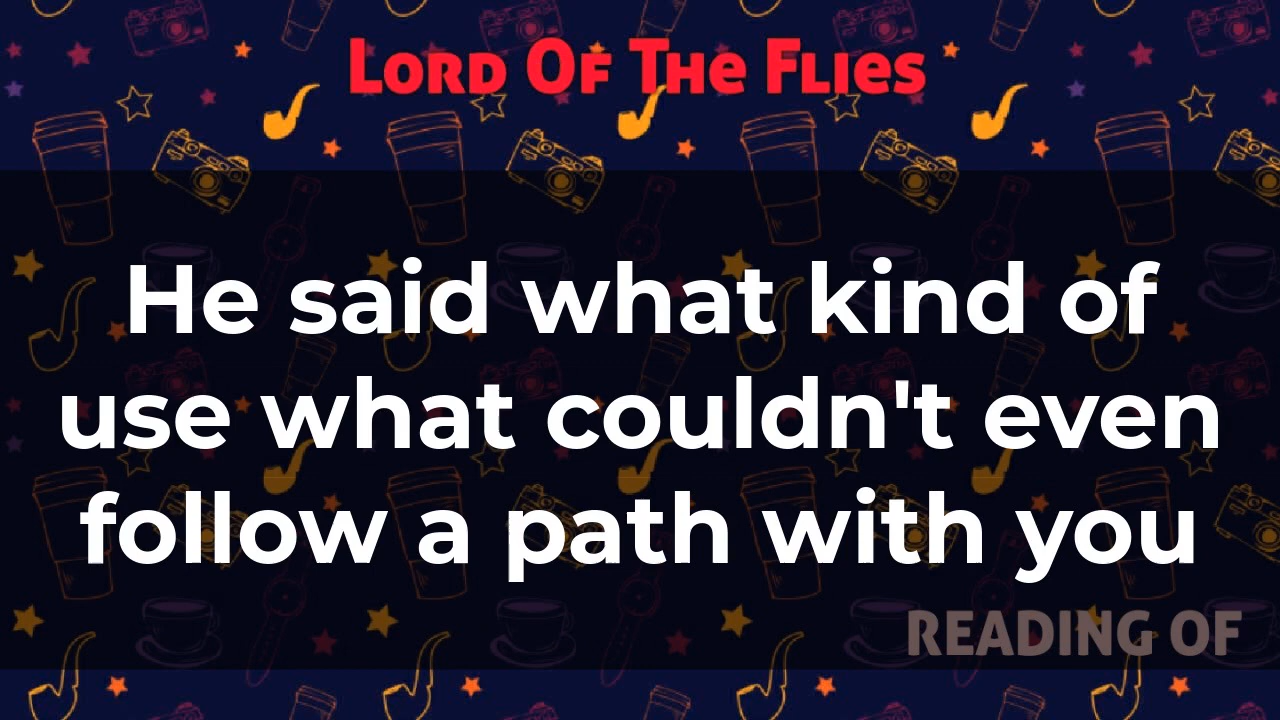 Lord Of The Flies
He said what kind of
use what couldn't even
follow a path with you
READING OF